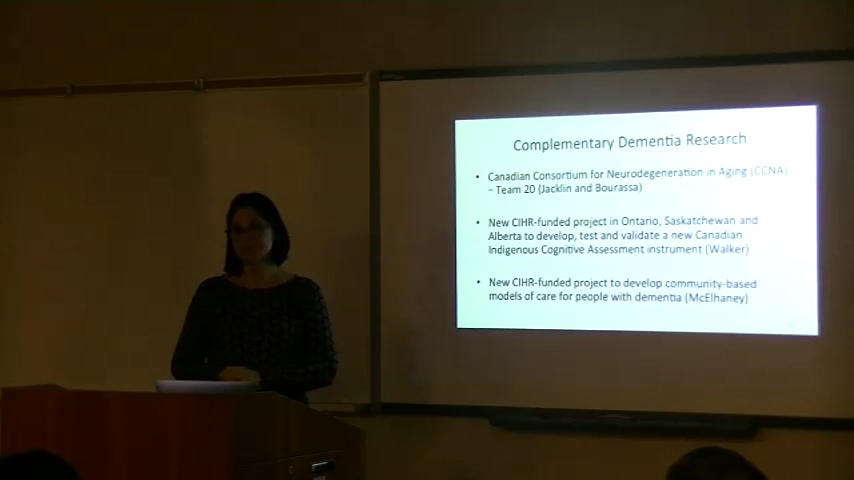 Complementary Dementia Research
• Canadian Consortium for Neurodegeneration in Aging (CCNA)
– Team 20 (Jacklin and Bourassa)
• New CIHR-funded project in Ontario, Saskatchewan and
Alberta to develop, test and validate a new Canadian
Indigenous Cognitive Assessment instrument (Walker)
• New CIHR-funded project to develop community-based
models of care for people with dementia (McElhaney)